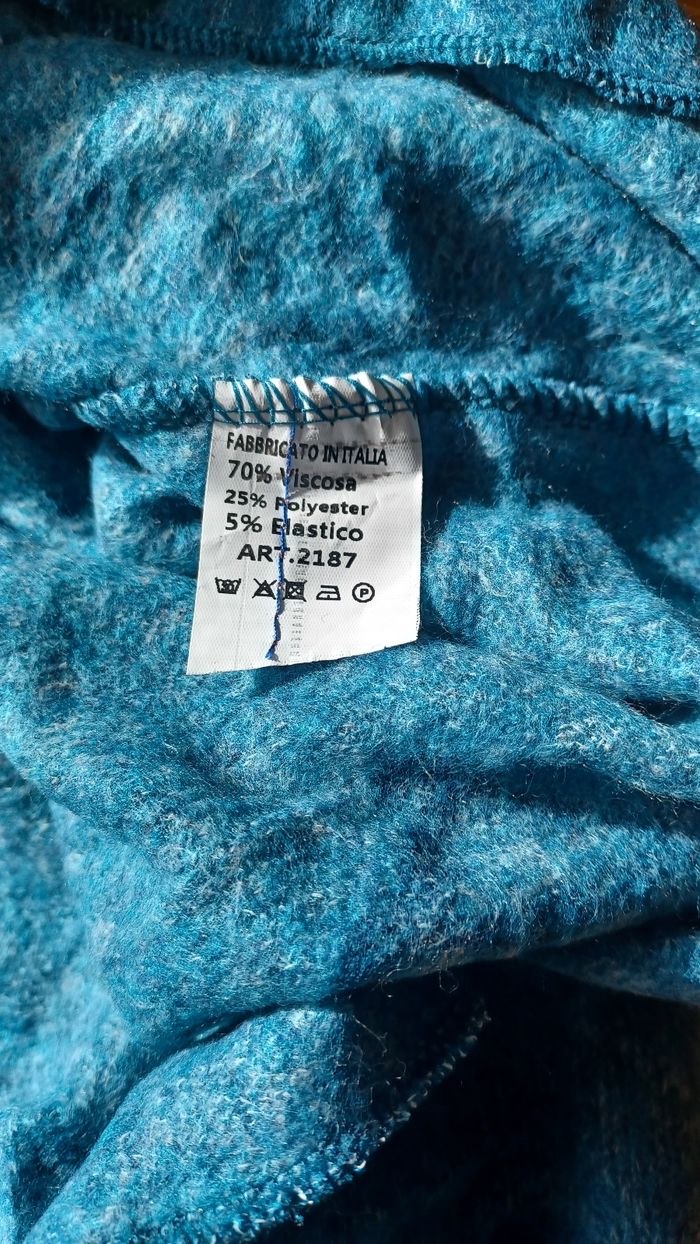 FABBRICATO IN ITALIA
70% Viscosa
25% Polyester
5% Elastico
ART.2187
P